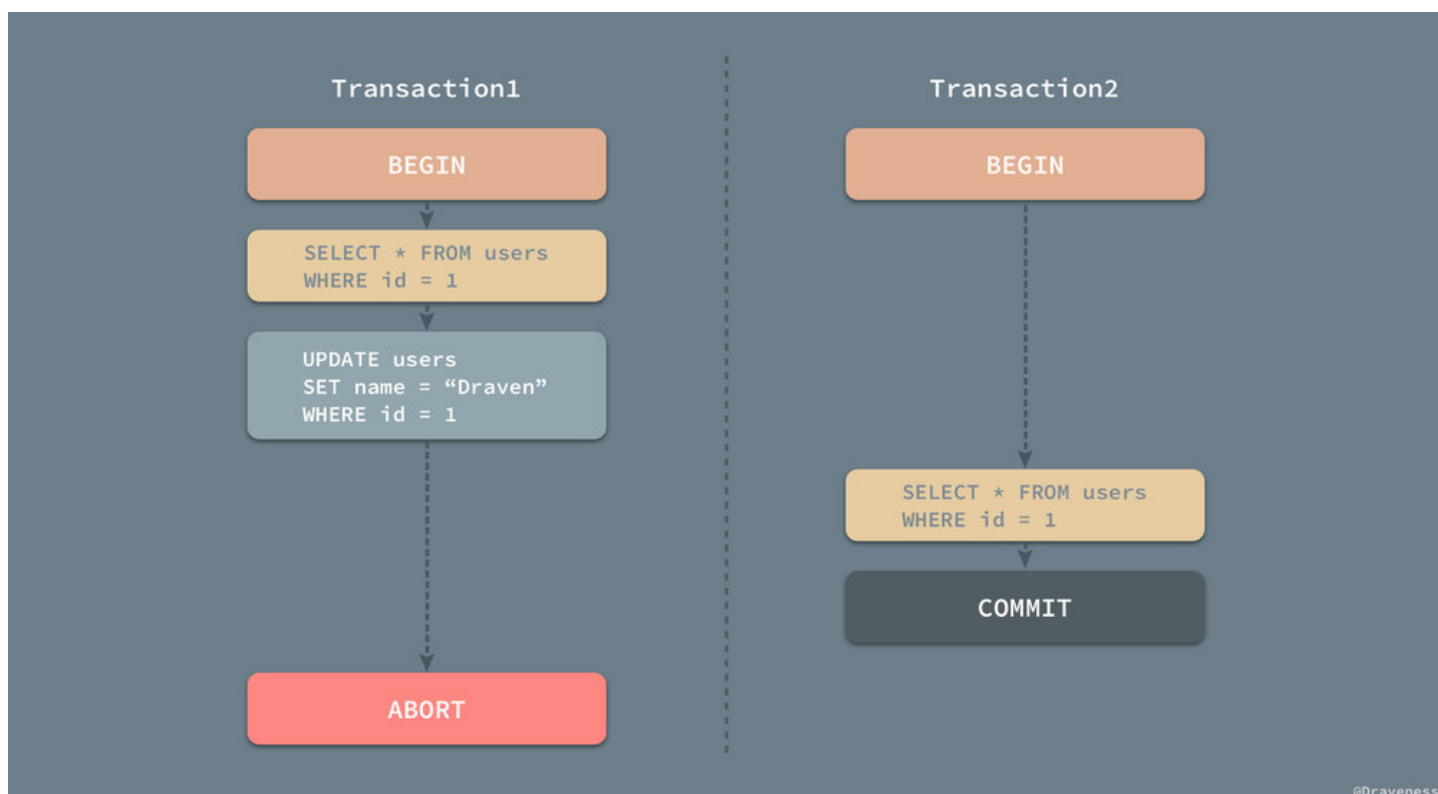 Transaction1
BEGIN
SELECT * FROM users
WHERE id = 1
UPDATE users
SET name = “Draven”
WHERE id = 1
ABORT
Transaction2
BEGIN
SELECT * FROM users
WHERE id = 1
COMMIT
@Draveness